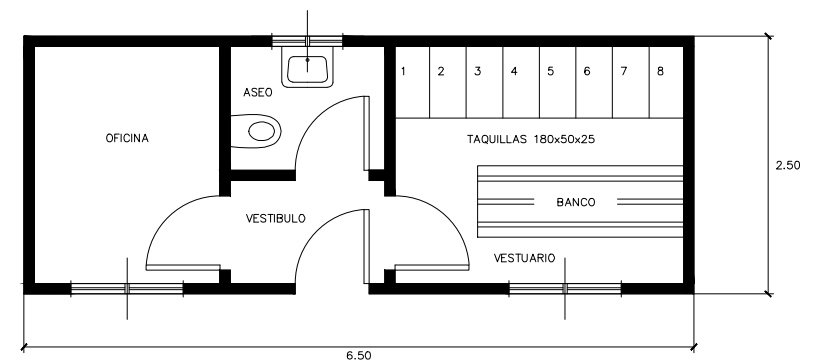 1 2 3 4 5 6 7 8
ASEO
OFICINA
TAQUILLAS 180x50x25
2.50
BANCO
VESTIBULO
VESTUARIO
6.50